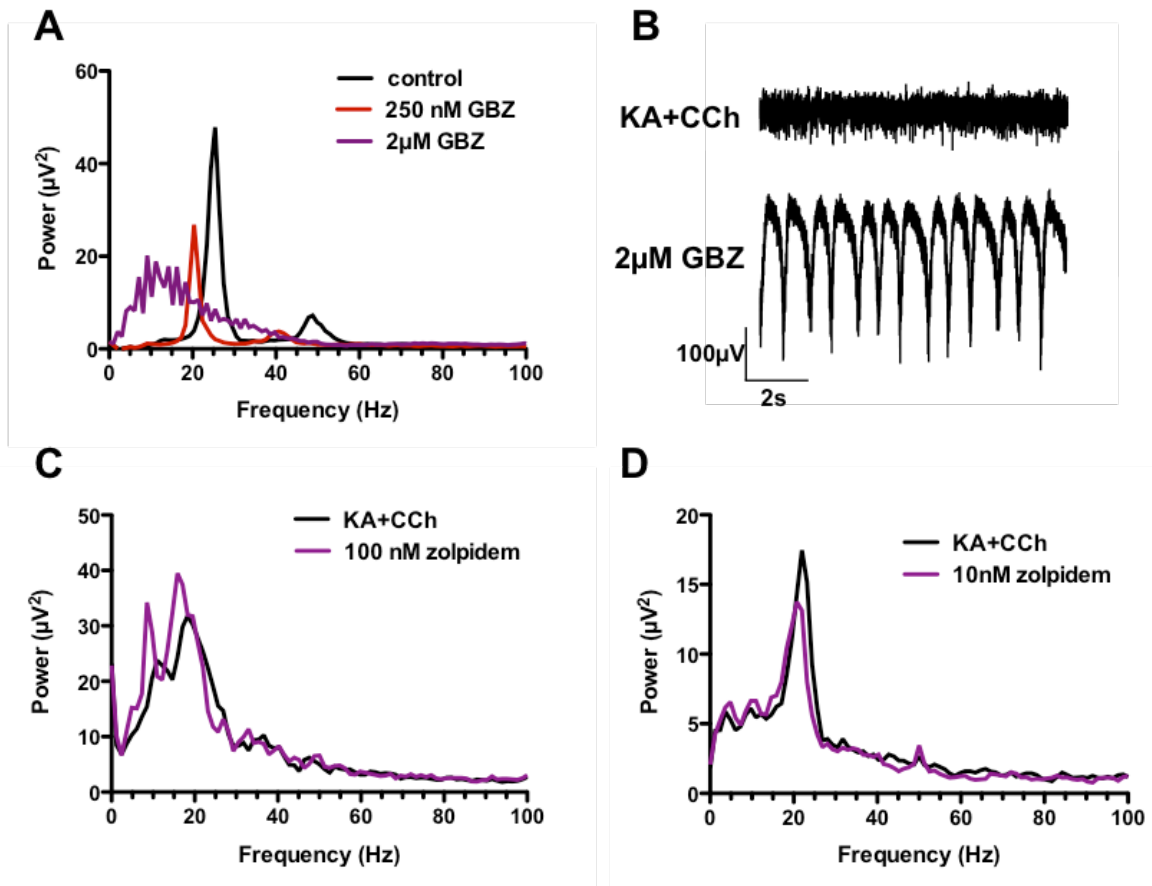 A
60
40
20
0
Power (µV²)
control
250 nM GBZ
2µM GBZ
0 20 40 60 80 100
Frequency (Hz)
B
KA+CCh
2µM GBZ
100µV
2s
C
50
40
30
20
10
0
Power (µV²)
KA+CCh
100 nM zolpidem
0 20 40 60 80 100
Frequency (Hz)
D
20
15
10
5
0
Power (µV²)
KA+CCh
10nM zolpidem
0 20 40 60 80 100
Frequency (Hz)